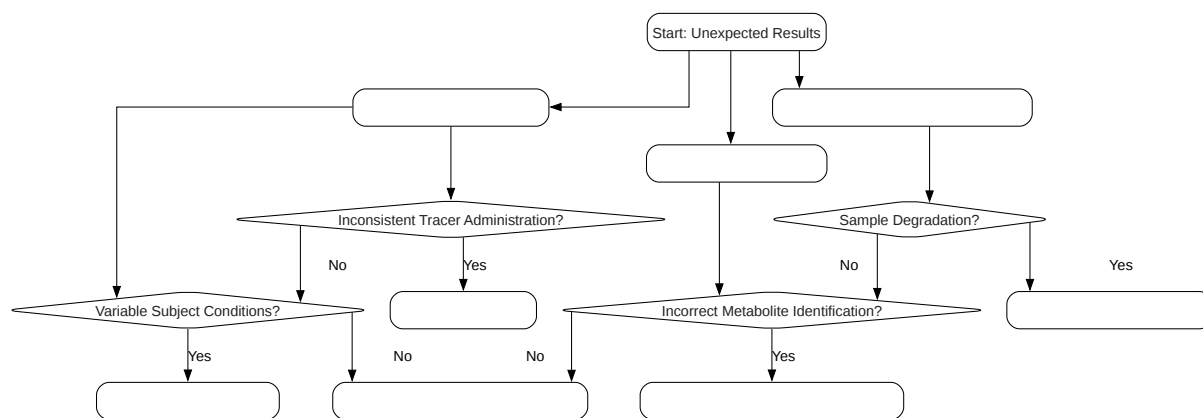 Start: Unexpected Results
Inconsistent Tracer Administration?
Sample Degradation?
No
Yes
No
Yes
Variable Subject Conditions?
Incorrect Metabolite Identification?
Yes
No
No
Yes